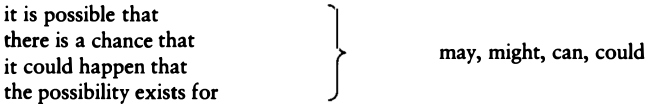 it is possible that
there is a chance that
it could happen that
the possibility exists for
may, might, can, could